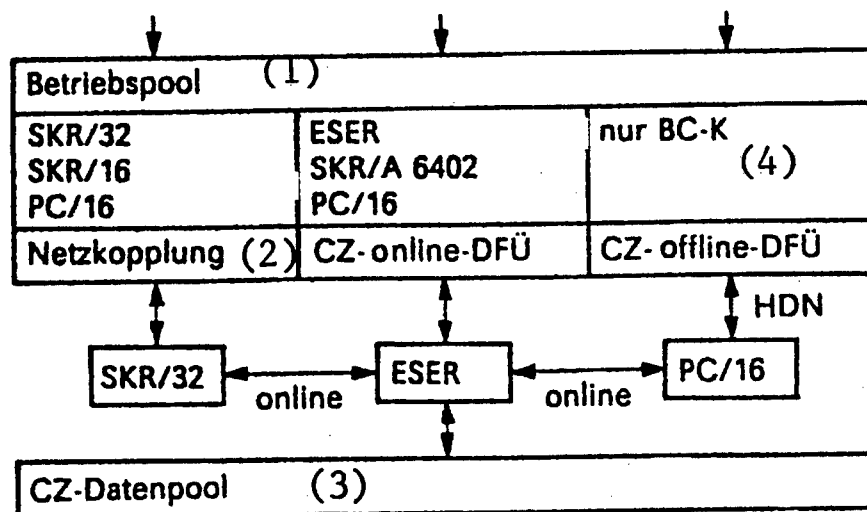 Betriebspool (1)
SKR/32
SKR/16
PC/16
ESER
SKR/A 6402
PC/16
nur BC-K
(4)
Netzkopplung (2)
CZ-online-DFÜ
CZ-offline-DFÜ
HDN
SKR/32
online
ESER
online
PC/16
CZ-Datenpool (3)